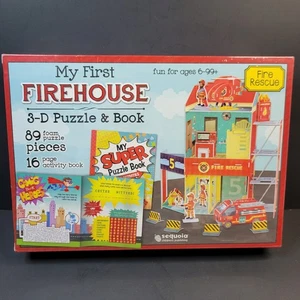 My First
FIREHOUSE
3-D Puzzle & Book
fun for ages 6-99+
Fire
Rescue
89 foam
puzzle
pieces
16 page
activity book
MY
SUPER
Puzzle Book
5
FIRE RESCUE
5
sequoia